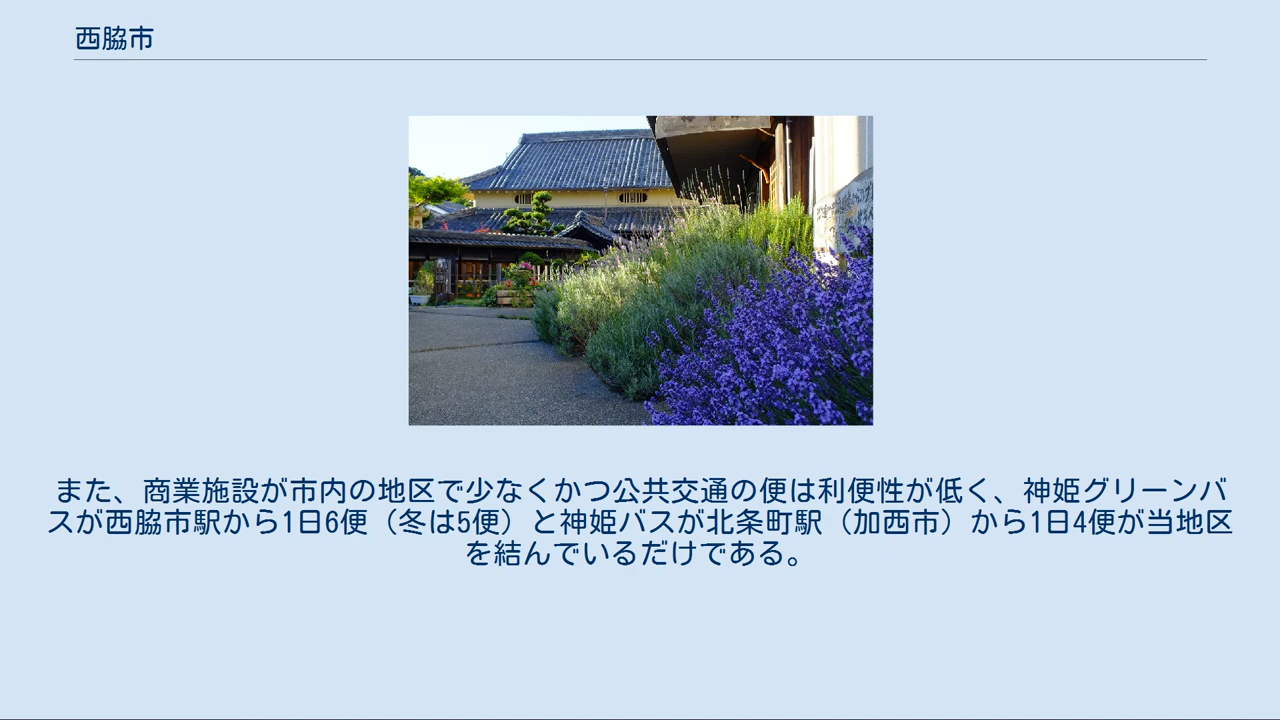 西脇市
また、商業施設が市内の地区で少なくかつ公共交通の便は利便性が低く、神姫グリーンバ
スが西脇市駅から1日6便（冬は5便）と神姫バスが北条町駅（加西市）から1日4便が当地区
を結んでいるだけである。